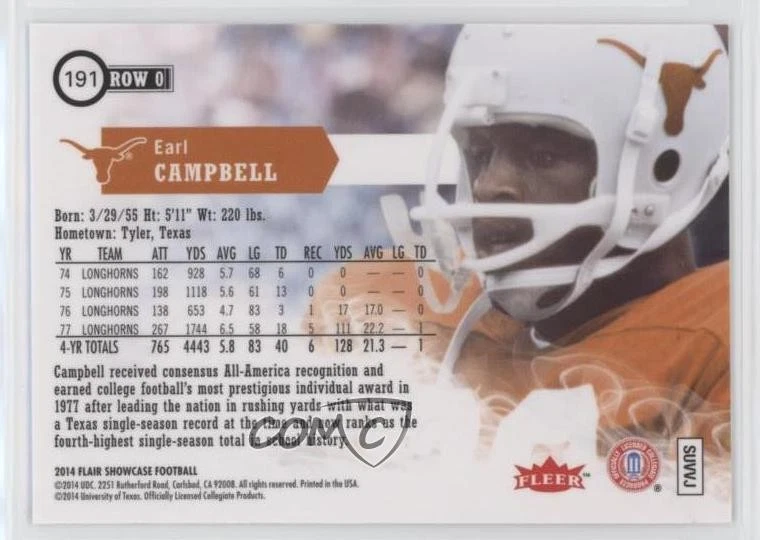 191 ROW 0
Earl
CAMPBELL
Born: 3/29/55 Ht: 5'11" Wt: 220 lbs.
Hometown: Tyler, Texas
YR TEAM ATT YDS AVG LG TD REC YDS AVG LG TD
74 LONGHORNS 162 928 5.7 68 6 0 0 — — 0
75 LONGHORNS 198 1118 5.6 61 13 0 0 — — 0
76 LONGHORNS 138 653 4.7 83 3 1 17 17.0 — 0
77 LONGHORNS 267 1744 6.5 58 18 5 111 22.2 — 1
4-YR TOTALS 765 4443 5.8 83 40 6 128 21.3 — 1
Campbell received consensus All-America recognition and
earned college football's most prestigious individual award in
1977 after leading the nation in rushing yards with what was
a Texas single-season record at the time and now ranks as the
fourth-highest single-season total in school history.
COMC
2014 FLAIR SHOWCASE FOOTBALL
©2014 UDC. 2251 Rutherford Road, Carlsbad, CA 92008. All rights reserved. Printed in the USA.
©2014 University of Texas. Officially Licensed Collegiate Products.
FLEER™
OFFICIALLY LICENSED COLLEGIATE PRODUCTS ®
SUVVJ